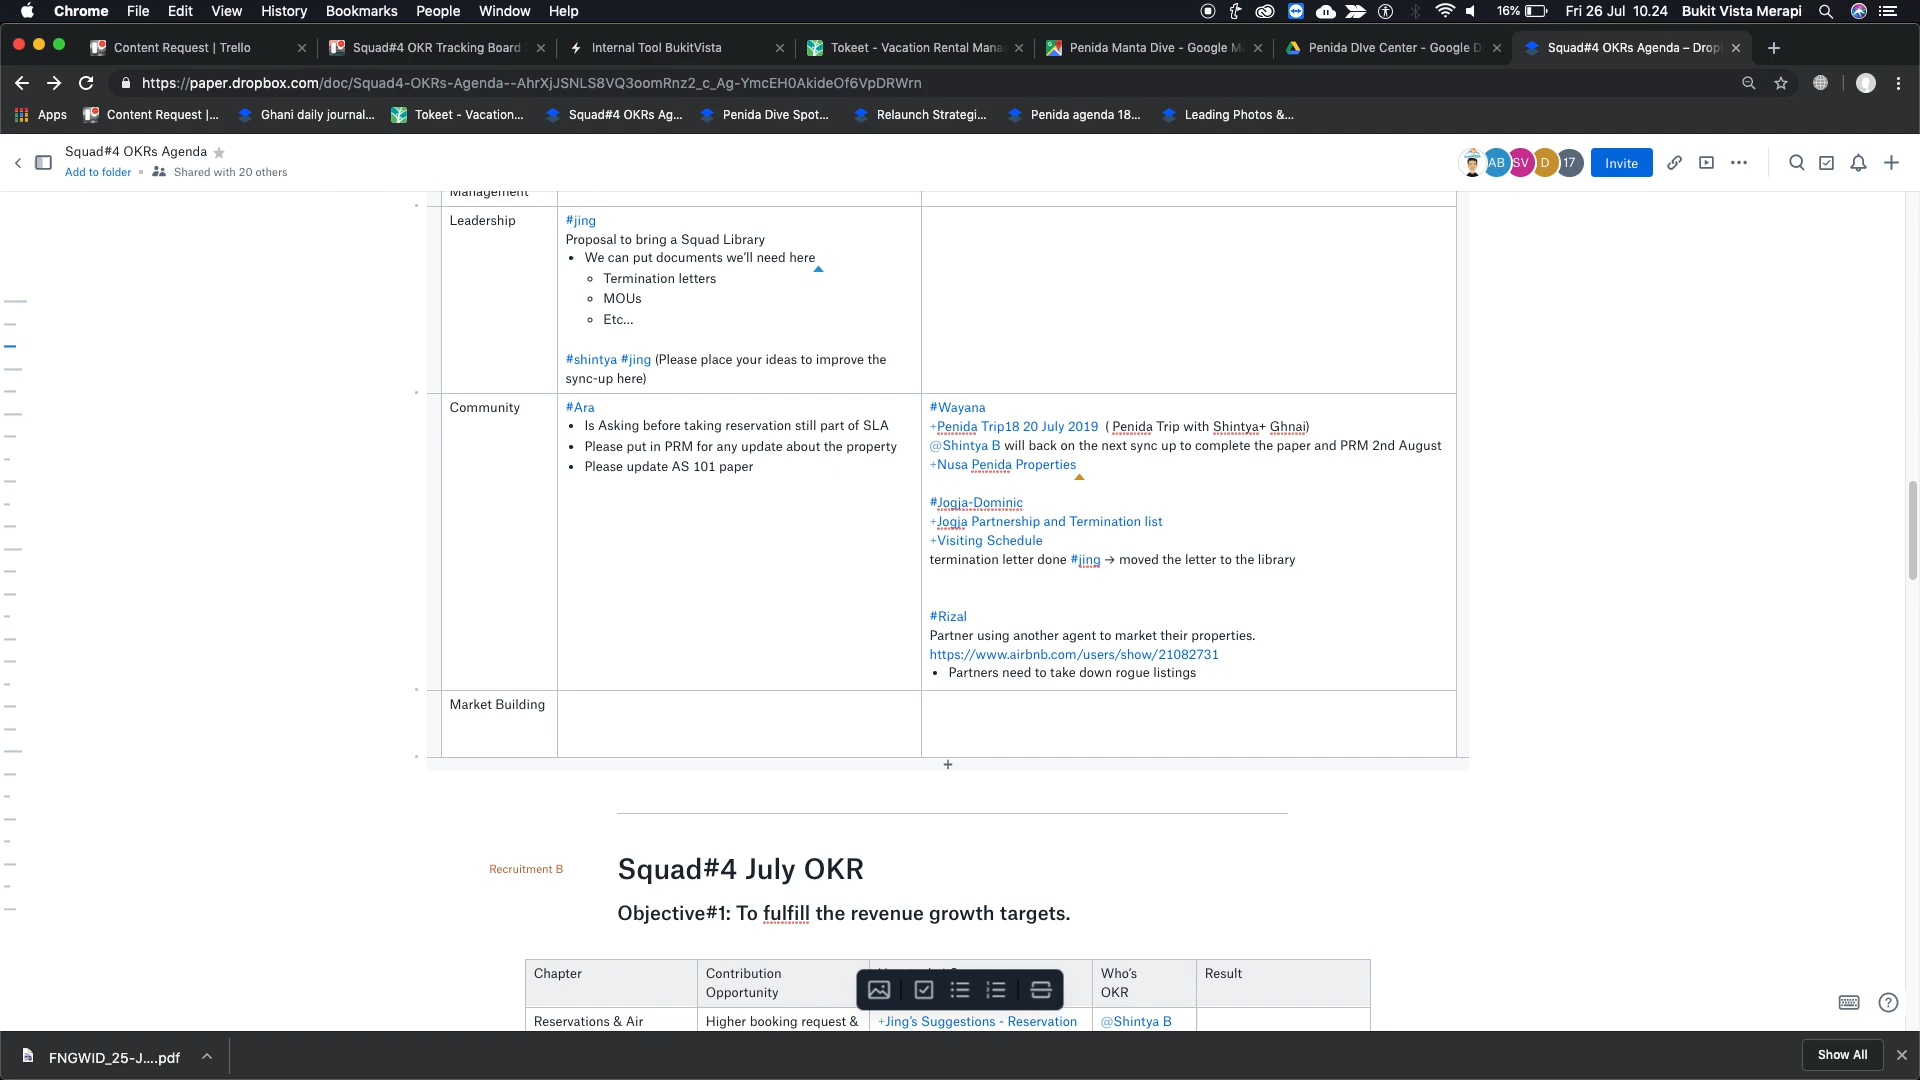 Chrome File Edit View History Bookmarks People Window Help 16% Fri 26 Jul 10.24 Bukit Vista Merapi
Content Request | Trello
Squad#4 OKR Tracking Board
Internal Tool BukitVista
Tokeet - Vacation Rental Mana
Penida Manta Dive - Google M
Penida DIve Center - Google D
Squad#4 OKRs Agenda – Drop
https://paper.dropbox.com/doc/Squad4-OKRs-Agenda--AhrXjJSNLS8VQ3oomRnz2_c_Ag-YmcEH0AkideOf6VpDRWrn
Apps Content Request |... Ghani daily journal... Tokeet - Vacation... Squad#4 OKRs Ag... Penida Dive Spot... Relaunch Strategi... Penida agenda 18... Leading Photos &...
Squad#4 OKRs Agenda
Add to folder • Shared with 20 others
AB SV D 17 Invite
Management
Leadership
#jing
Proposal to bring a Squad Library
• We can put documents we'll need here
◦ Termination letters
◦ MOUs
◦ Etc...
#shintya #jing (Please place your ideas to improve the
sync-up here)
Community
#Ara
• Is Asking before taking reservation still part of SLA
• Please put in PRM for any update about the property
• Please update AS 101 paper
#Wayana
+Penida Trip18 20 July 2019 ( Penida Trip with Shintya+ Ghnai)
@Shintya B will back on the next sync up to complete the paper and PRM 2nd August
+Nusa Penida Properties
#Jogja-Dominic
+Jogja Partnership and Termination list
+Visiting Schedule
termination letter done #jing → moved the letter to the library
#Rizal
Partner using another agent to market their properties.
https://www.airbnb.com/users/show/21082731
• Partners need to take down rogue listings
Market Building
+
Recruitment B
Squad#4 July OKR
Objective#1: To fulfill the revenue growth targets.
Chapter
Contribution
Opportunity
Who's
OKR
Result
Reservations & Air
Higher booking request &
+Jing's Suggestions - Reservation
@Shintya B
FNGWID_25-J....pdf
Show All